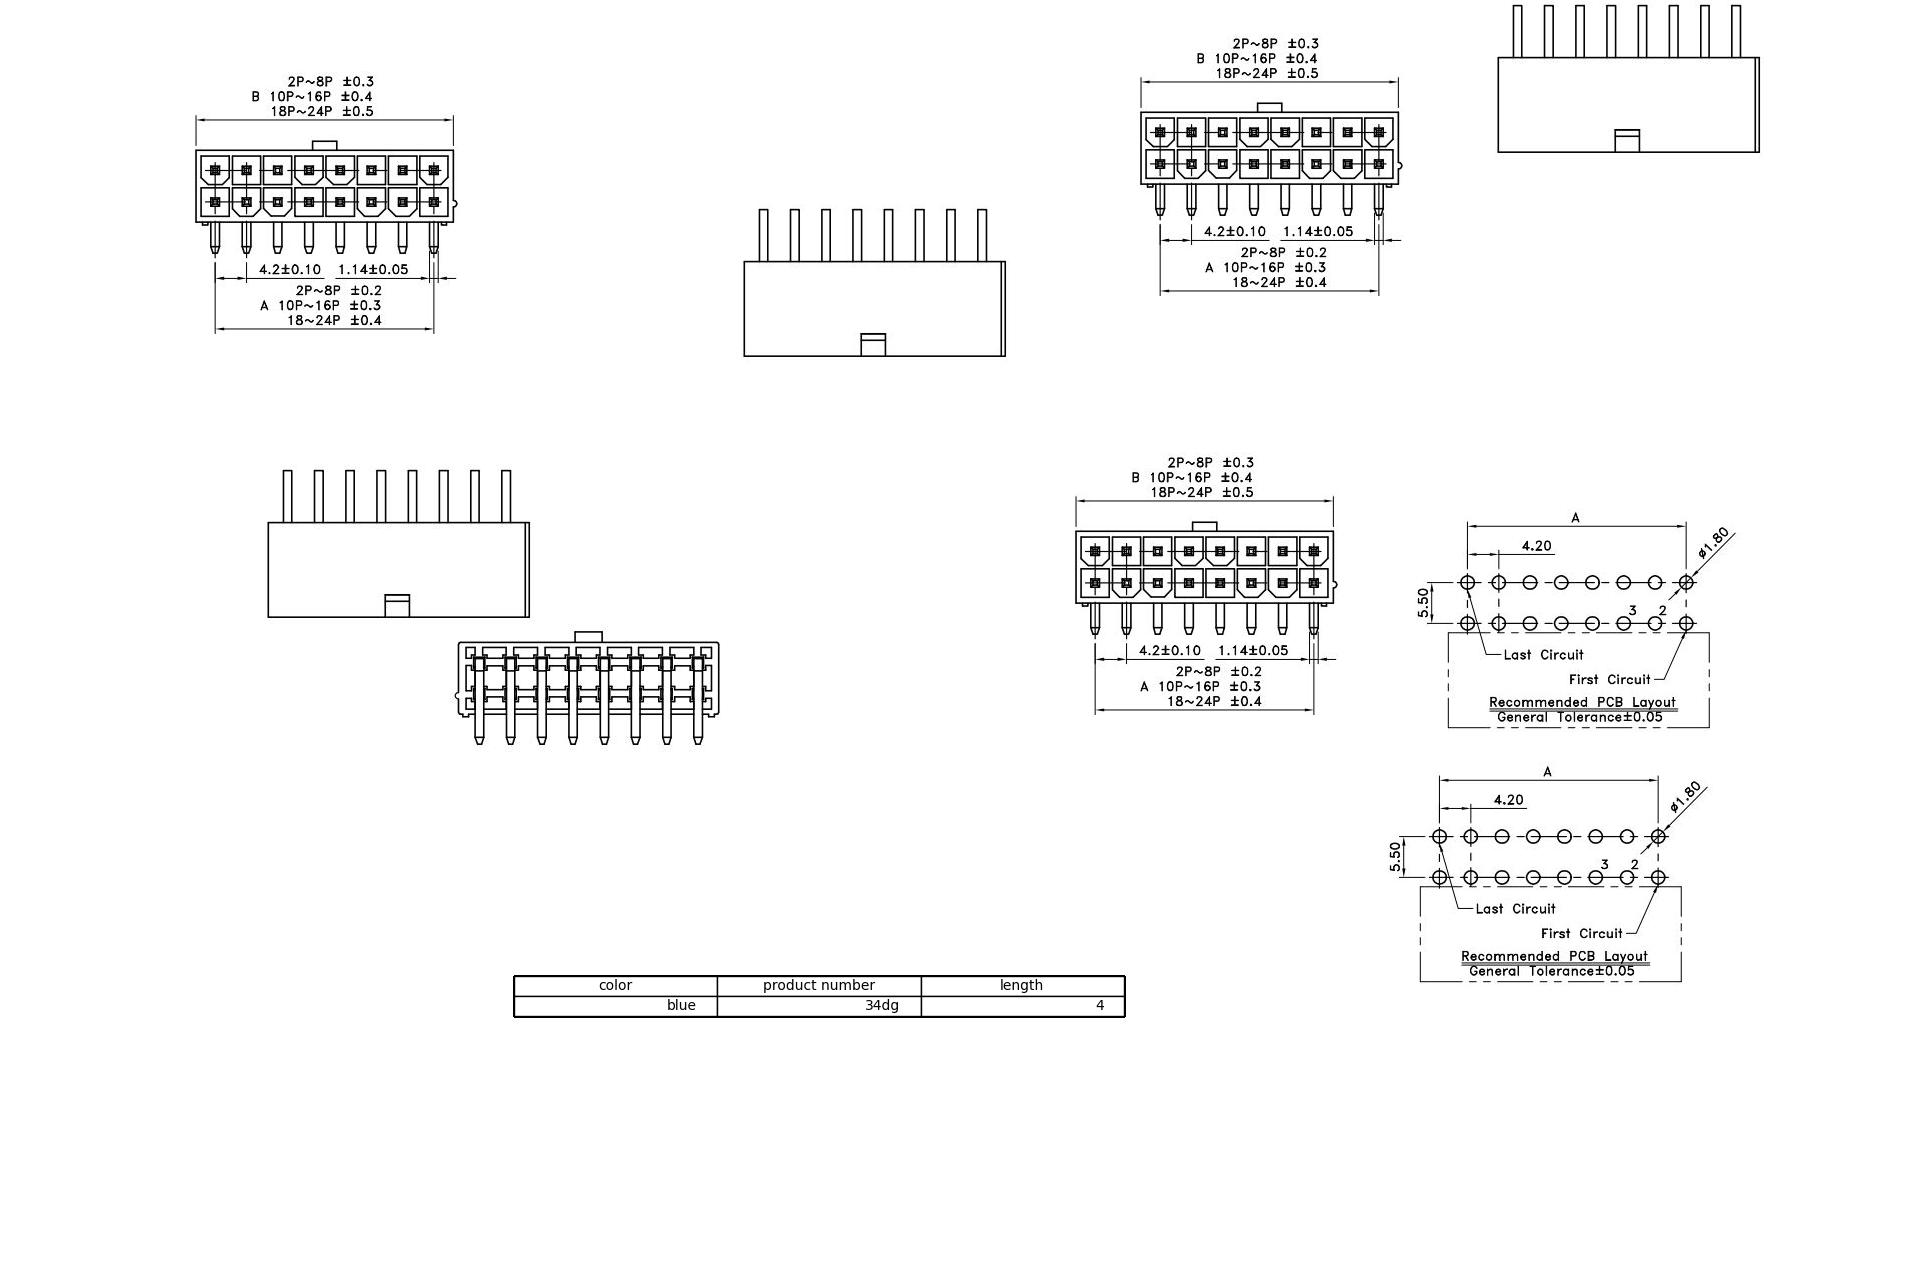 2P~8P ±0.3
B 10P~16P ±0.4
18P~24P ±0.5
4.2±0.10 1.14±0.05
2P~8P ±0.2
A 10P~16P ±0.3
18~24P ±0.4
2P~8P ±0.3
B 10P~16P ±0.4
18P~24P ±0.5
4.2±0.10 1.14±0.05
2P~8P ±0.2
A 10P~16P ±0.3
18~24P ±0.4
2P~8P ±0.3
B 10P~16P ±0.4
18P~24P ±0.5
4.2±0.10 1.14±0.05
2P~8P ±0.2
A 10P~16P ±0.3
18~24P ±0.4
A
4.20
ø1.80
5.50
3 2
Last Circuit
First Circuit
Recommended PCB Layout
General Tolerance±0.05
A
4.20
ø1.80
5.50
3 2
Last Circuit
First Circuit
Recommended PCB Layout
General Tolerance±0.05
color product number length
blue 34dg 4